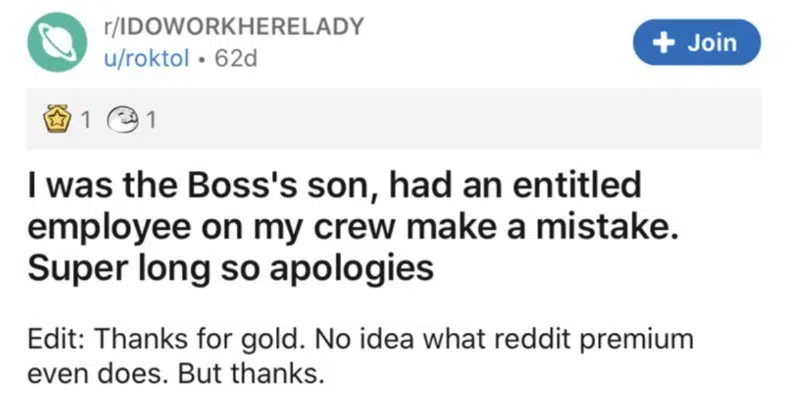 r/IDOWORKHERELADY
u/roktol • 62d
+ Join
1 1
I was the Boss's son, had an entitled
employee on my crew make a mistake.
Super long so apologies
Edit: Thanks for gold. No idea what reddit premium
even does. But thanks.